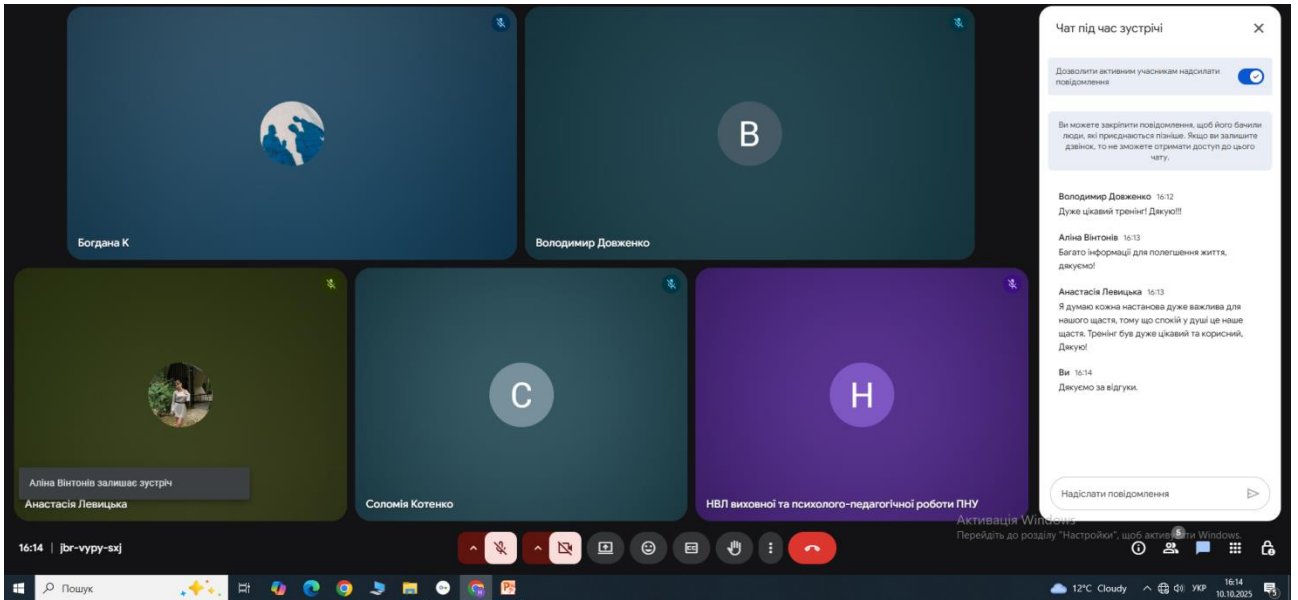 Богдана К
В
Володимир Довженко
Аліна Вінтонів залишає зустріч
Анастасія Левицька
С
Соломія Котенко
Н
НВЛ виховної та психолого-педагогічної роботи ПНУ
Чат під час зустрічі
Дозволити активним учасникам надсилати
повідомлення
Ви можете закріпити повідомлення, щоб його бачили
люди, які приєднаються пізніше. Якщо ви залишите
дзвінок, то не зможете отримати доступ до цього
чату.
Володимир Довженко 16:12
Дуже цікавий тренінг! Дякую!!!
Аліна Вінтонів 16:13
Багато інформації для полегшення життя,
дякуємо!
Анастасія Левицька 16:13
Я думаю кожна настанова дуже важлива для
нашого щастя, тому що спокій у душі це наше
щастя. Тренінг був дуже цікавий та корисний,
Дякую!
Ви 16:14
Дякуємо за відгуки.
Надіслати повідомлення
Активація Windows
Перейдіть до розділу "Настройки", щоб активувати Windows.
16:14 | jbr-vypy-sxj
5
Пошук
12°C Cloudy
УКР
16:14
10.10.2025